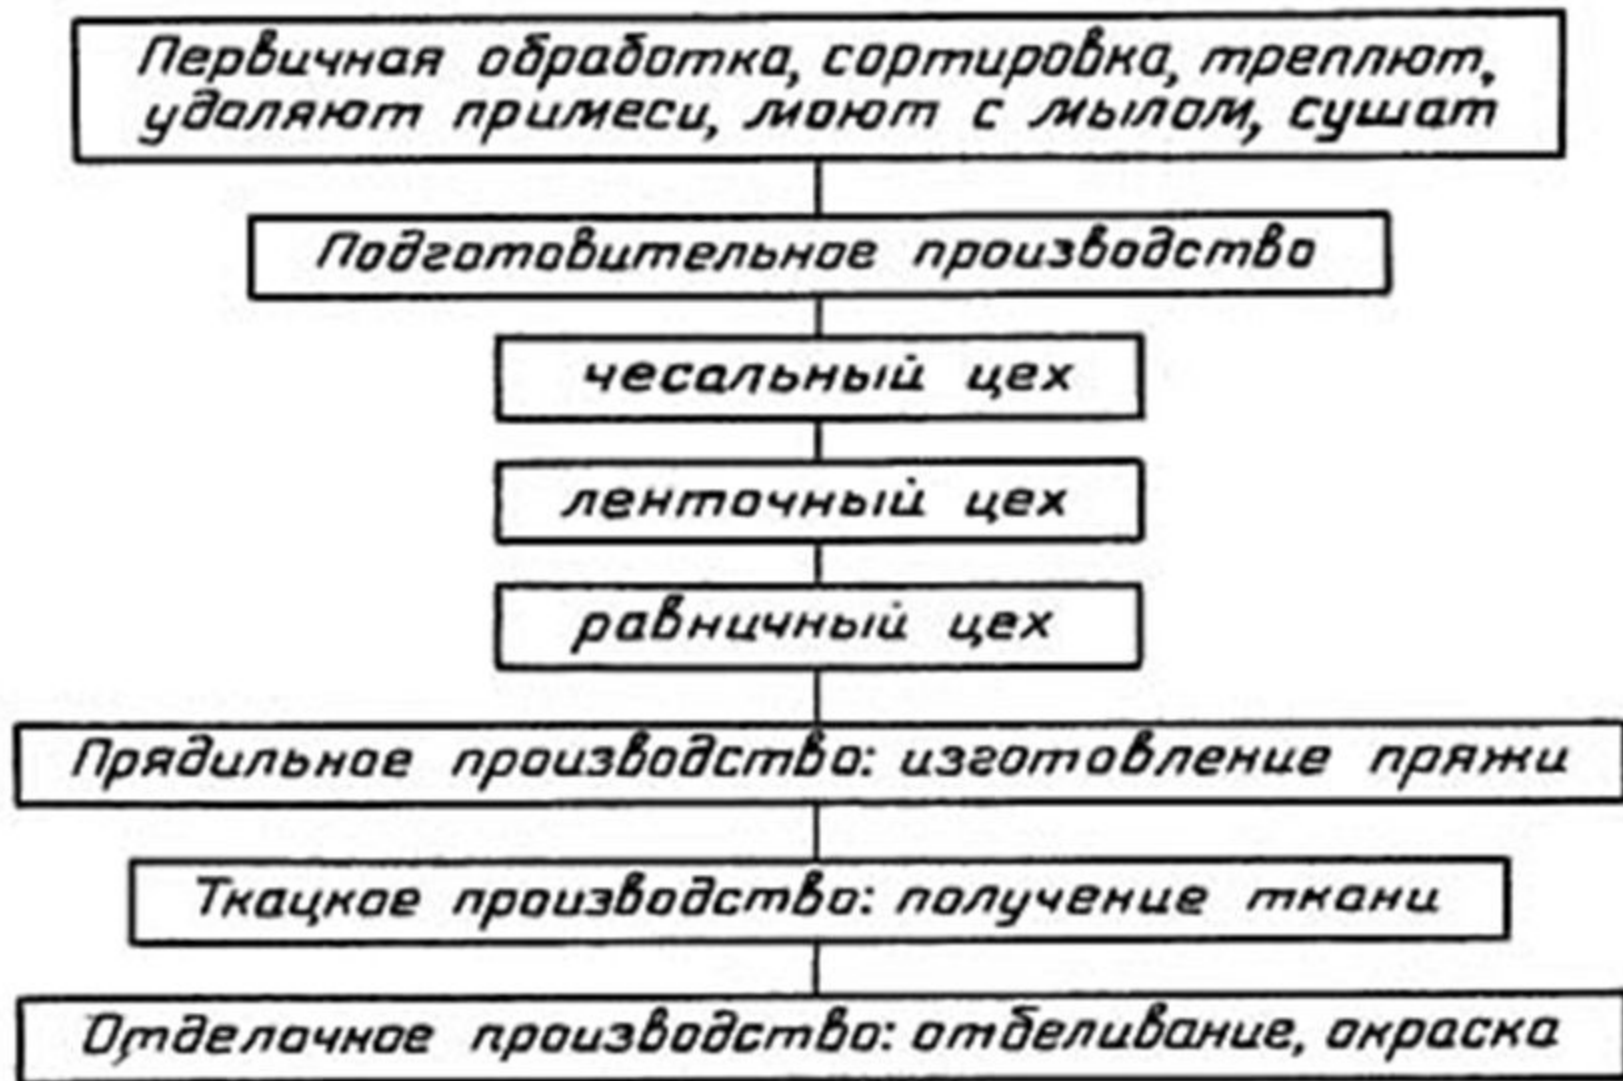 Первичная обработка, сортировка, треплют,
удаляют примеси, моют с мылом, сушат
Подготовительное производство
чесальный цех
ленточный цех
равничный цех
Прядильное производство: изготовление пряжи
Ткацкое производство: получение ткани
Отделочное производство: отбеливание, окраска